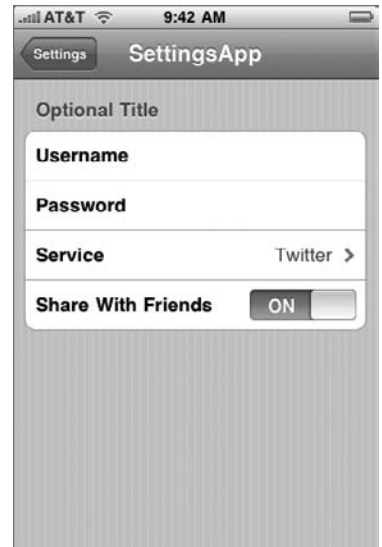 AT&T 9:42 AM
Settings SettingsApp
Optional Title
Username
Password
Service Twitter
Share With Friends ON